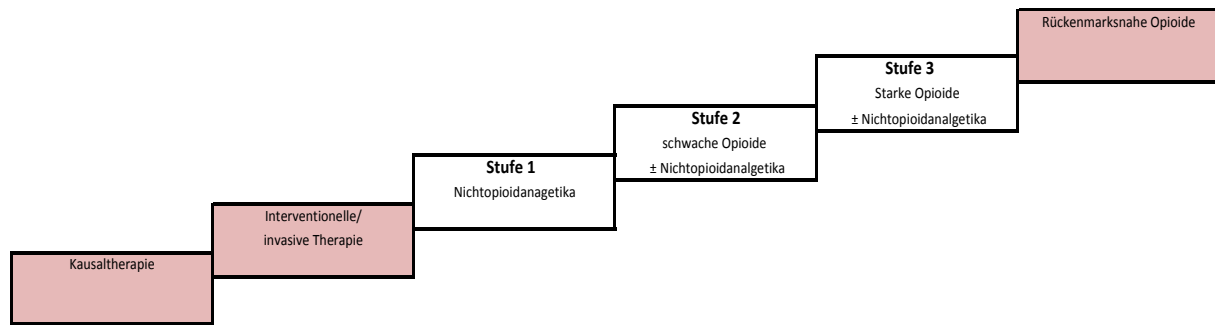 Rückenmarksnahe Opioide
Stufe 3
Starke Opioide
± Nichtopioidanalgetika
Stufe 2
schwache Opioide
± Nichtopioidanalgetika
Stufe 1
Nichtopioidanagetika
Interventionelle/
invasive Therapie
Kausaltherapie